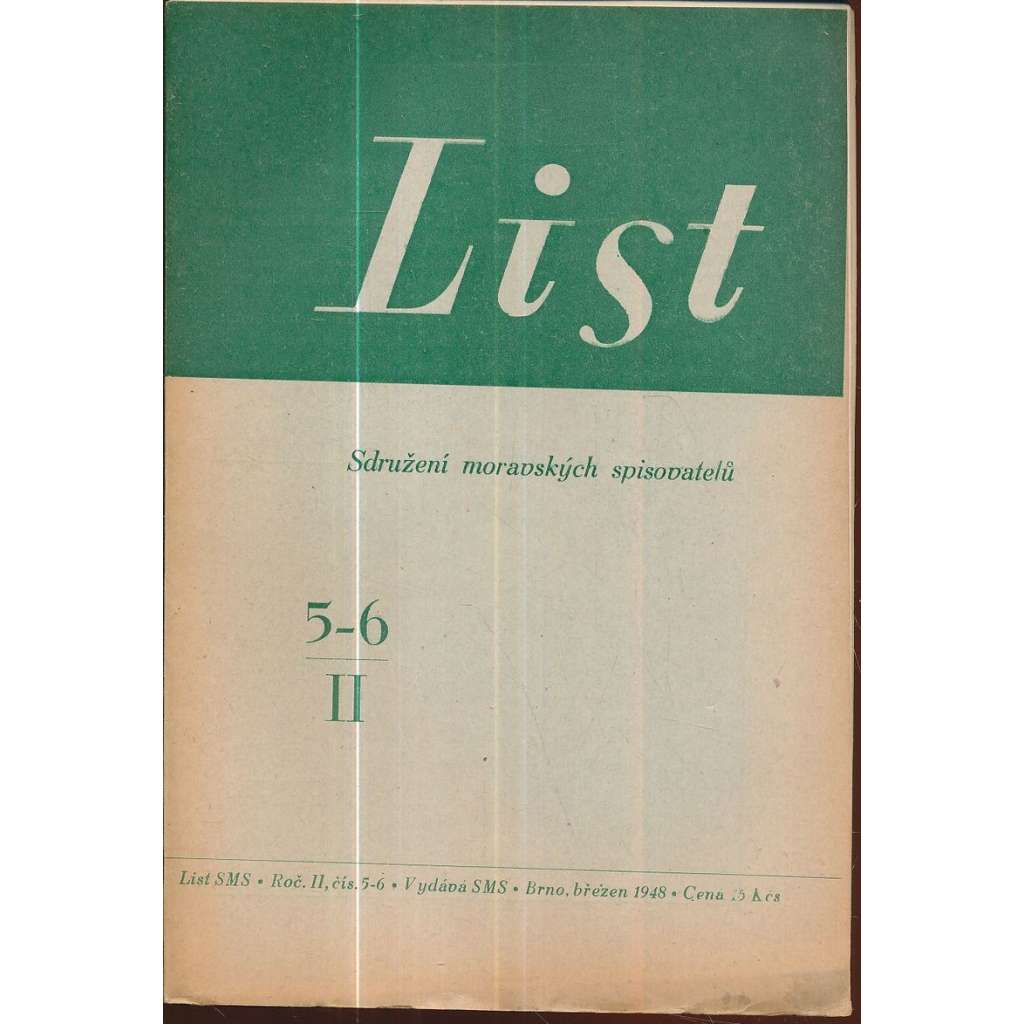 List
Sdružení moravských spisovatelů
5-6
II
List SMS • Roč. II, čís. 5-6 • Vydává SMS • Brno, březen 1948 • Cena Kčs